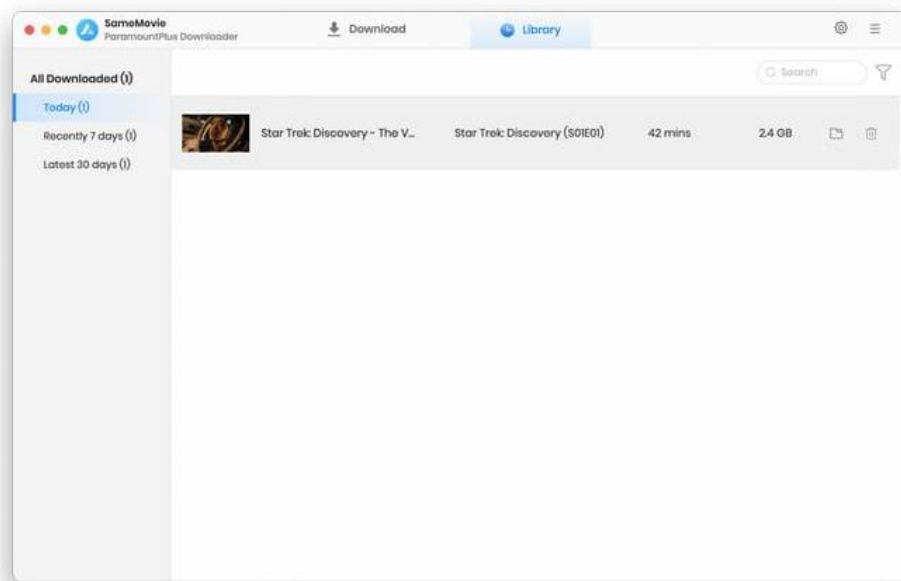 SameMovie
ParamountPlus Downloader
Download
Library
All Downloaded (1)
Search
Today (1)
Recently 7 days (1)
Latest 30 days (1)
Star Trek: Discovery - The V...
Star Trek: Discovery (S01E01)
42 mins
2.4 GB